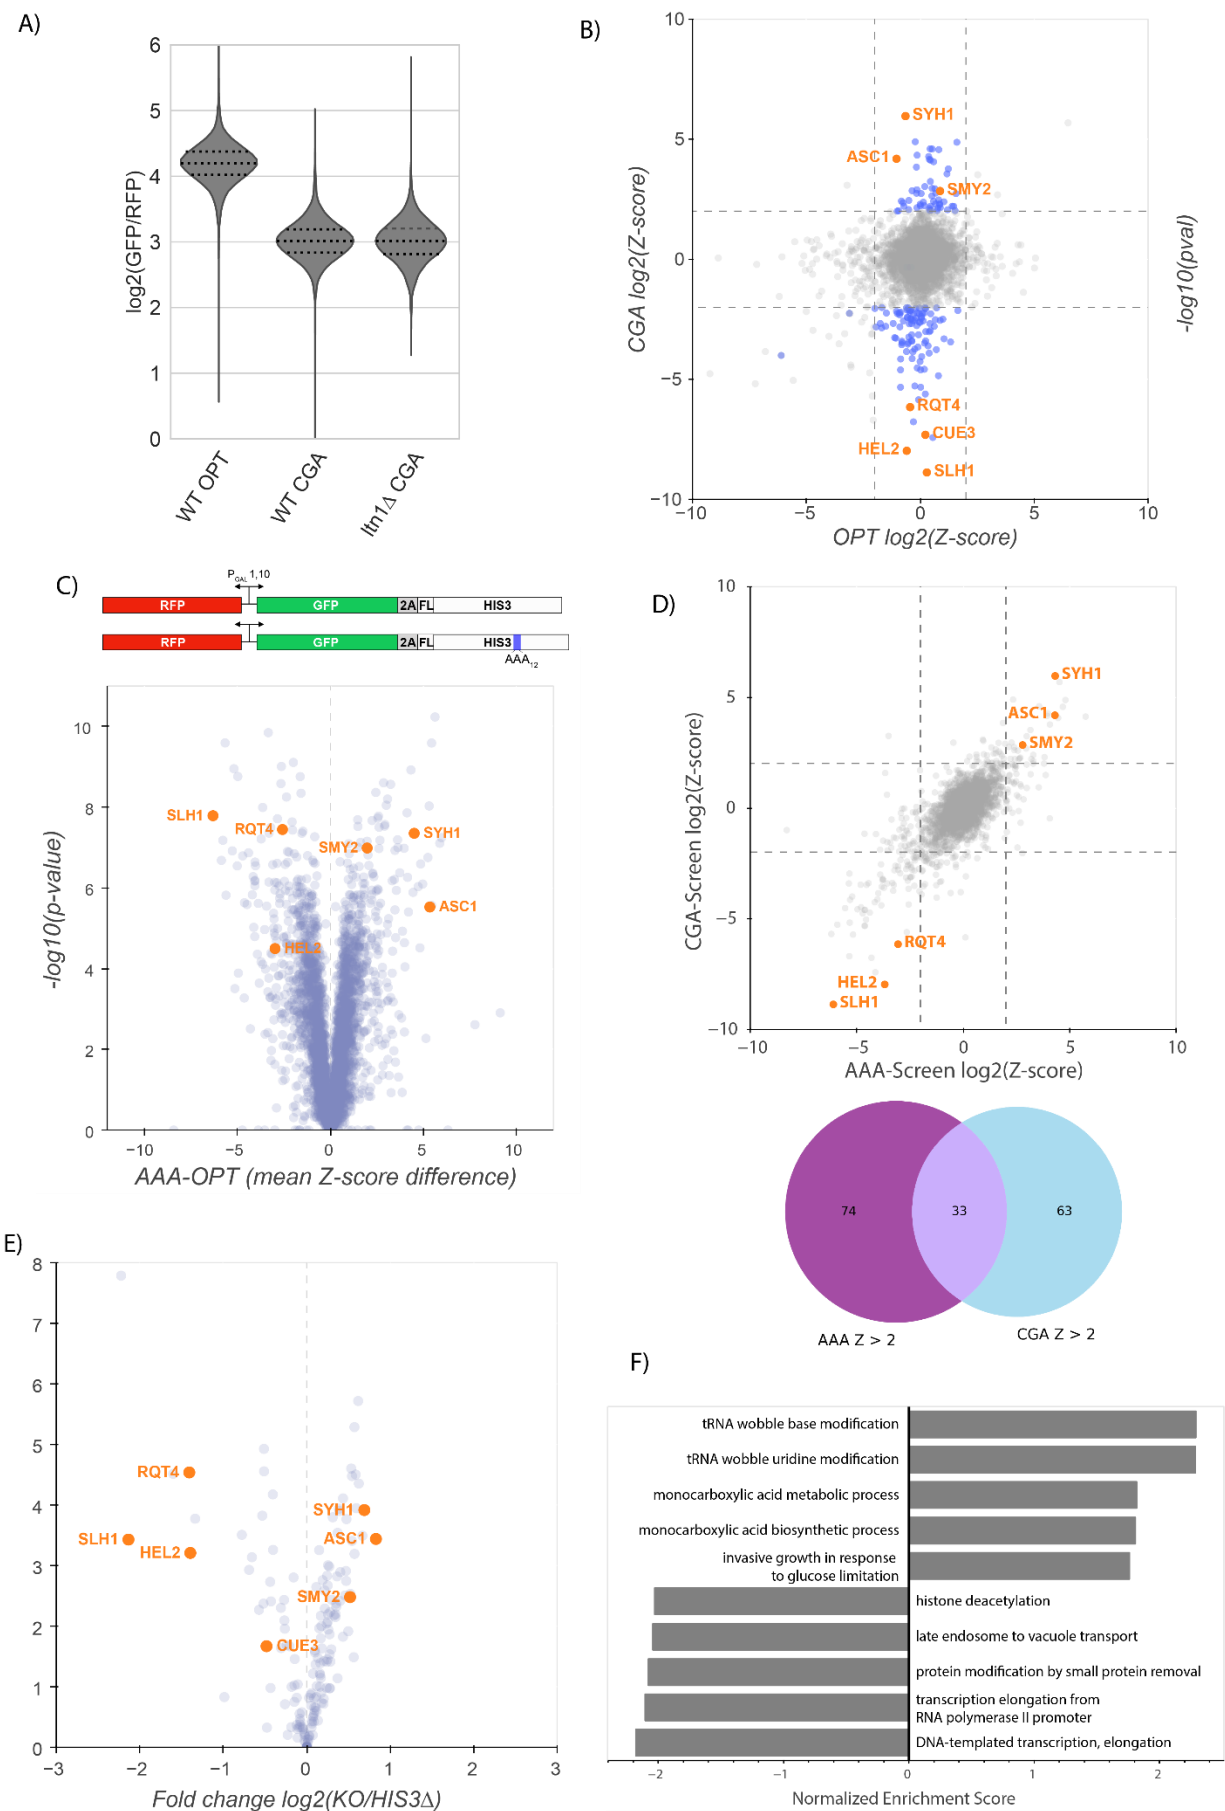 A)
log2(GFP/RFP)
6
5
4
3
2
1
0
WT OPT
WT CGA
ltn1Δ CGA
B)
CGA log2(Z-score)
10
5
0
−5
−10
SYH1
ASC1
SMY2
RQT4
CUE3
HEL2
SLH1
−10
−5
0
5
10
OPT log2(Z-score)
-log10(pval)
C)
PGAL 1,10
RFP
GFP
2A
FL
HIS3
RFP
GFP
2A
FL
HIS3
AAA12
-log10(p-value)
10
8
6
4
2
0
SLH1
RQT4
SMY2
SYH1
ASC1
HEL2
−10
−5
0
5
10
AAA-OPT (mean Z-score difference)
D)
CGA-Screen log2(Z-score)
10
5
0
−5
−10
SYH1
ASC1
SMY2
RQT4
HEL2
SLH1
−10
−5
0
5
10
AAA-Screen log2(Z-score)
74
33
63
AAA Z > 2
CGA Z > 2
E)
8
7
6
5
4
3
2
1
0
RQT4
SLH1
HEL2
SYH1
ASC1
SMY2
CUE3
−3
−2
−1
0
1
2
3
Fold change log2(KO/HIS3Δ)
F)
tRNA wobble base modification
tRNA wobble uridine modification
monocarboxylic acid metabolic process
monocarboxylic acid biosynthetic process
invasive growth in response
to glucose limitation
histone deacetylation
late endosome to vacuole transport
protein modification by small protein removal
transcription elongation from
RNA polymerase II promoter
DNA-templated transcription, elongation
−2
−1
0
1
2
Normalized Enrichment Score